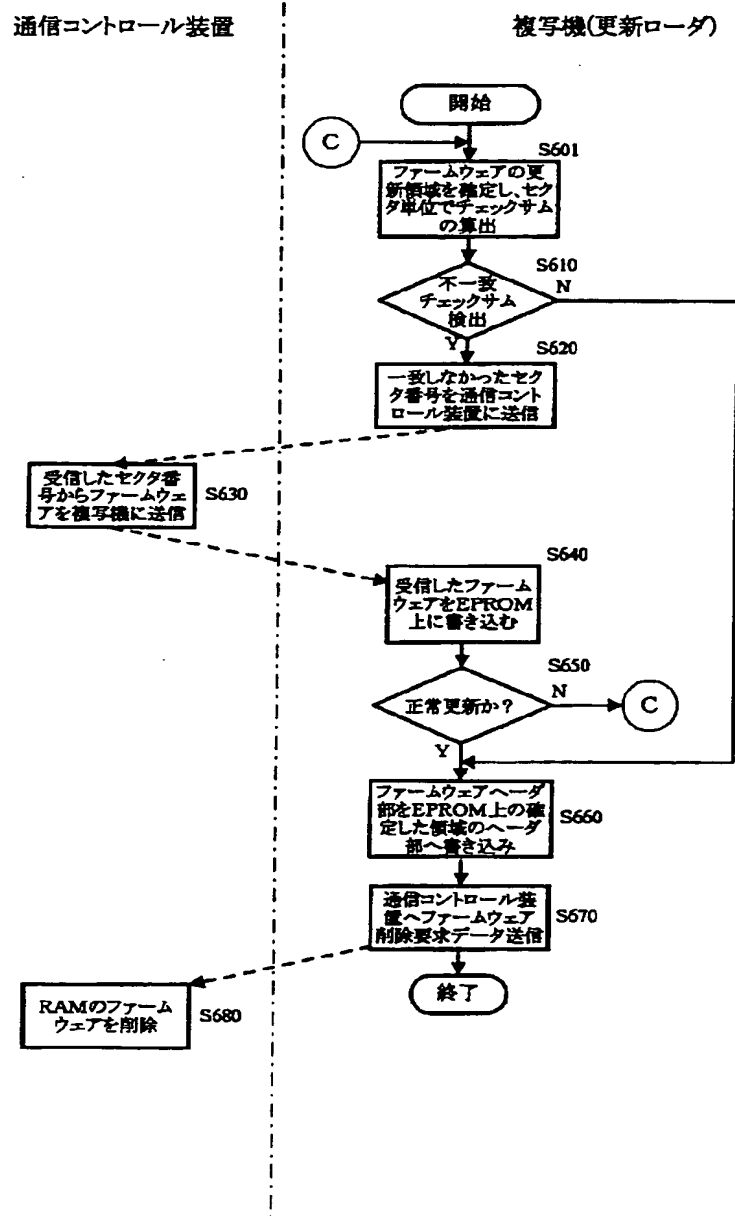 通信コントロール装置
複写機(更新ローダ)
開始
C
S601
ファームウェアの更
新領域を確定し、セク
タ単位でチェックサム
の算出
S610
不一致
チェックサム
検出
N
Y
S620
一致しなかったセク
タ番号を通信コント
ロール装置に送信
受信したセクタ番
号からファームウェ
アを複写機に送信
S630
S640
受信したファーム
ウェアをEPROM
上に書き込む
S650
正常更新か?
N
C
Y
ファームウェアヘーダ
部をEPROM上の確
定した領域のヘーダ
部へ書き込み
S660
通信コントロール装
置へファームウェア
削除要求データ送信
S670
終了
RAMのファーム
ウェアを削除
S680